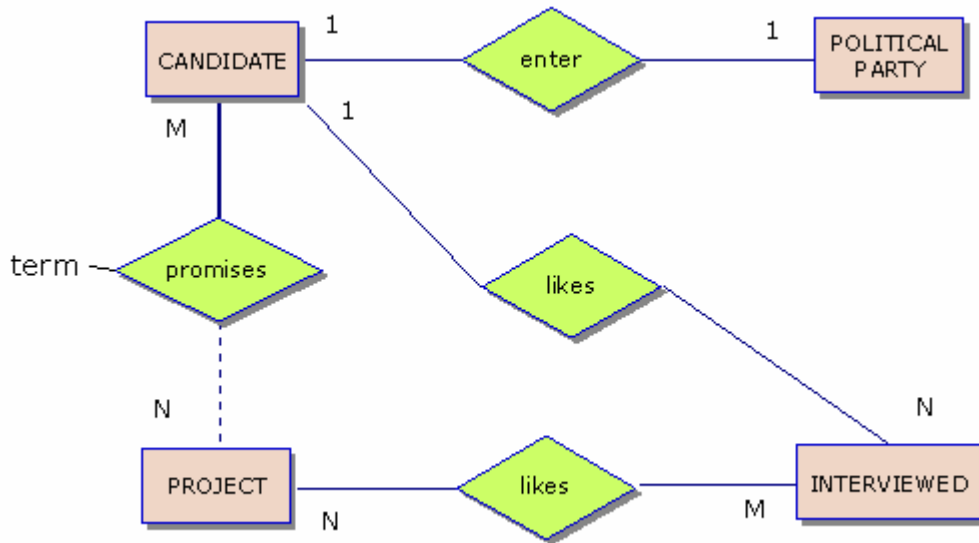 1
1
CANDIDATE
enter
POLITICAL
PARTY
M
1
term
promises
likes
N
N
PROJECT
likes
INTERVIEWED
N
M